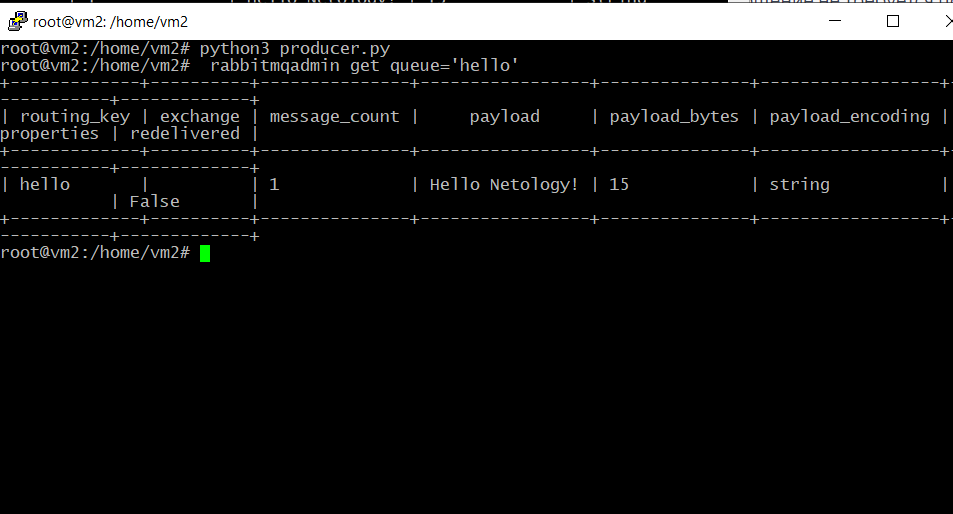 root@vm2: /home/vm2
root@vm2:/home/vm2# python3 producer.py
root@vm2:/home/vm2#  rabbitmqadmin get queue='hello'
+-------------+----------+---------------+-----------------+---------------+------------------+-
-----------+-------------+
| routing_key | exchange | message_count |     payload     | payload_bytes | payload_encoding |
properties | redelivered |
+-------------+----------+---------------+-----------------+---------------+------------------+-
-----------+-------------+
| hello       |          | 1             | Hello Netology! | 15            | string           |
           | False       |
+-------------+----------+---------------+-----------------+---------------+------------------+-
-----------+-------------+
root@vm2:/home/vm2#